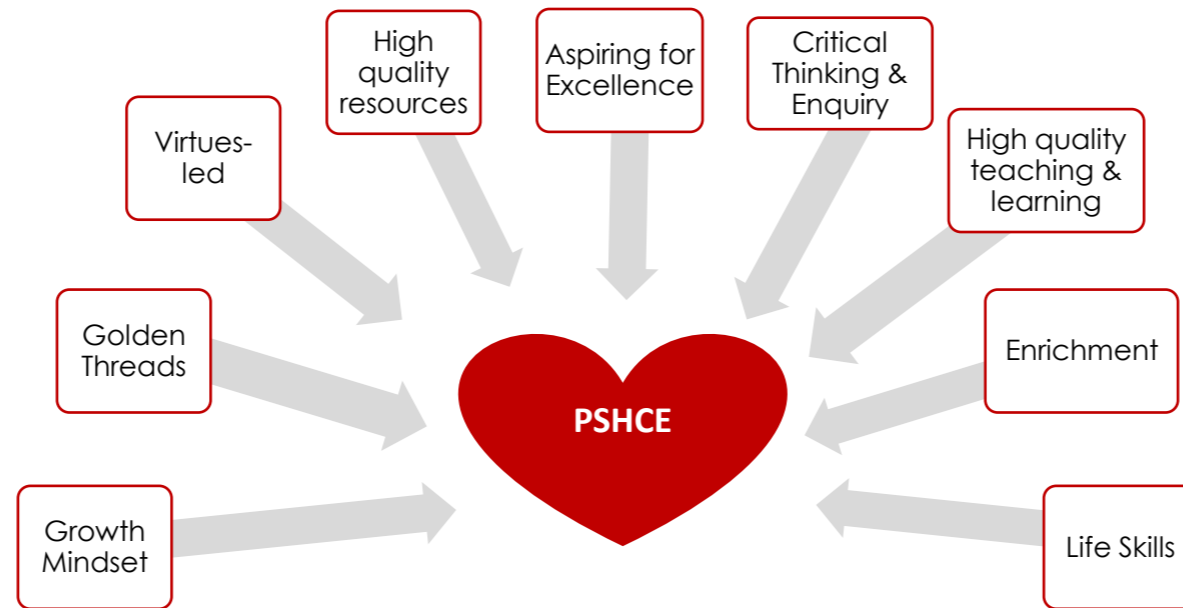 High
quality
resources
Aspiring for
Excellence
Critical
Thinking &
Enquiry
Virtues-
led
High quality
teaching &
learning
Golden
Threads
Enrichment
PSHCE
Growth
Mindset
Life Skills